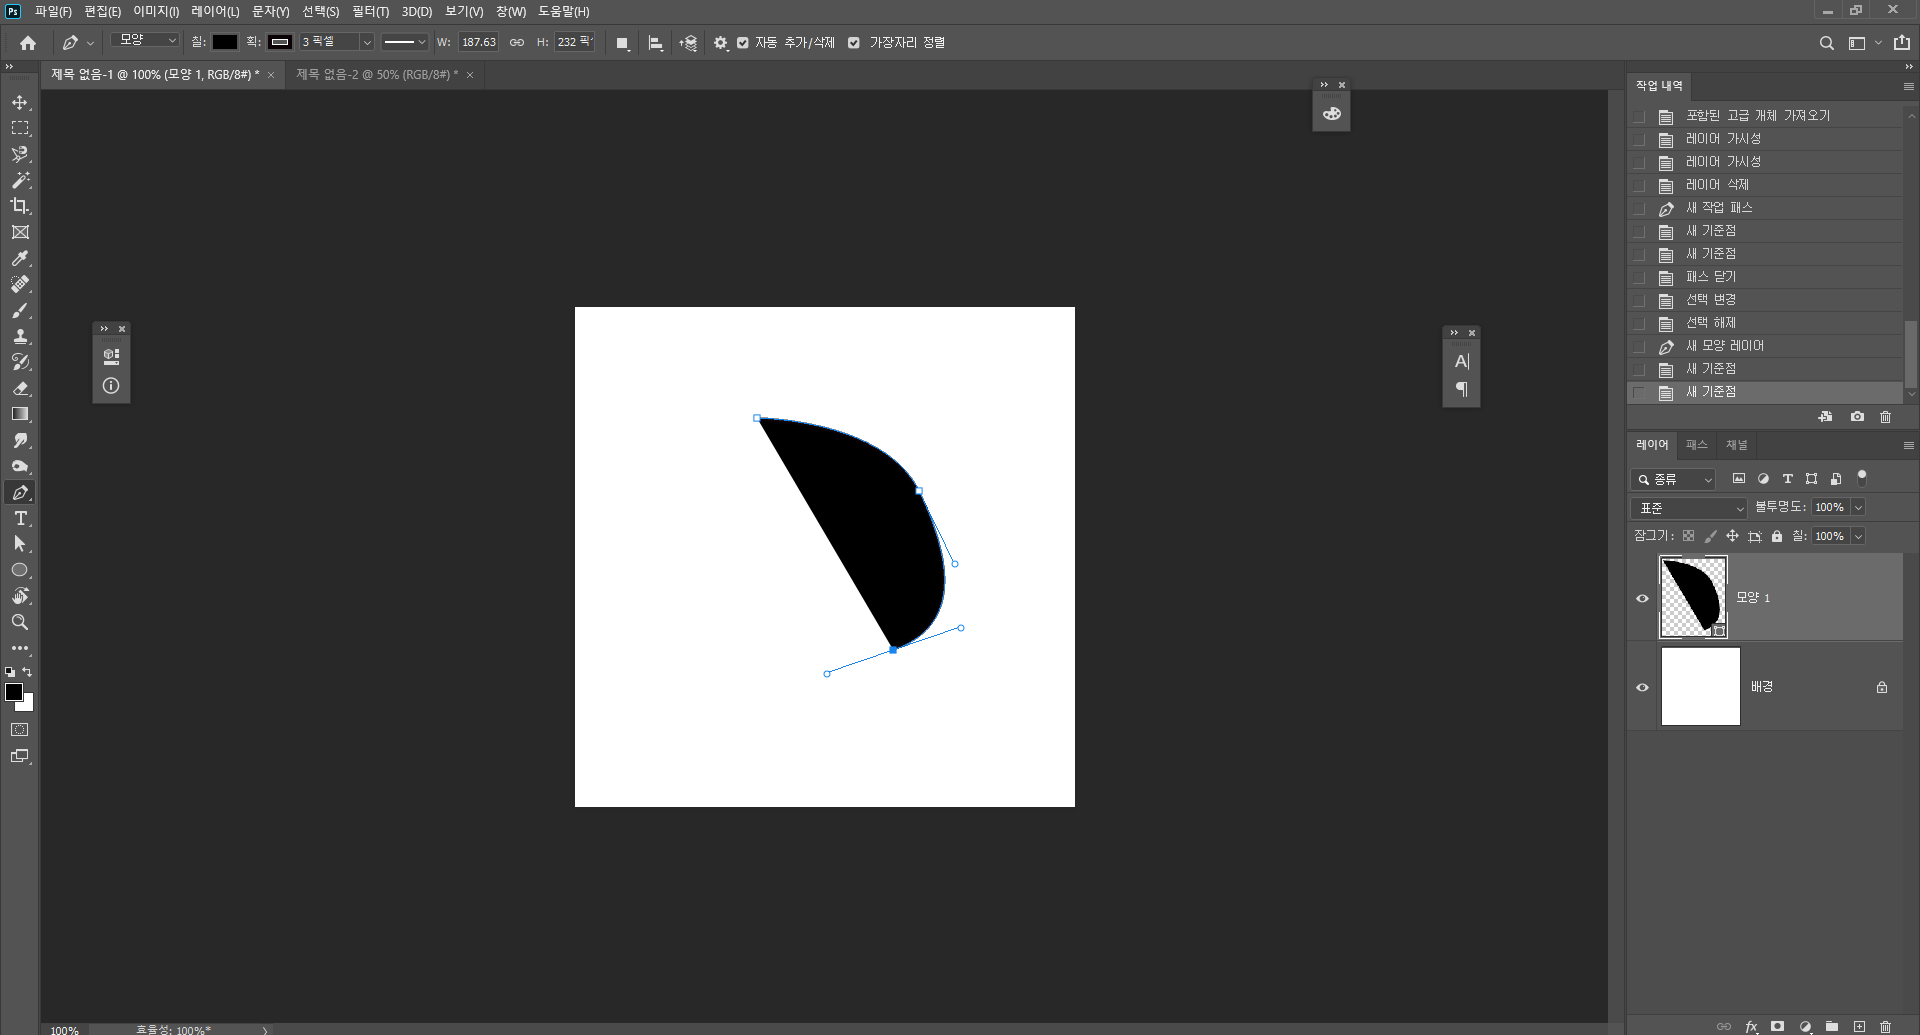 Ps 파일(F) 편집(E) 이미지(I) 레이어(L) 문자(Y) 선택(S) 필터(T) 3D(D) 보기(V) 창(W) 도움말(H)
모양 칠: 획: 3 픽셀 W: 187.63 H: 232 픽 자동 추가/삭제 가장자리 정렬
제목 없음-1 @ 100% (모양 1, RGB/8#) * × 제목 없음-2 @ 50% (RGB/8#) * ×
작업 내역
포함된 고급 개체 가져오기
레이어 가시성
레이어 가시성
레이어 삭제
새 작업 패스
새 기준점
새 기준점
패스 닫기
선택 변경
선택 해제
새 모양 레이어
새 기준점
새 기준점
레이어 패스 채널
종류
표준 불투명도: 100%
잠그기: 칠: 100%
모양 1
배경
100% 효율성: 100%*